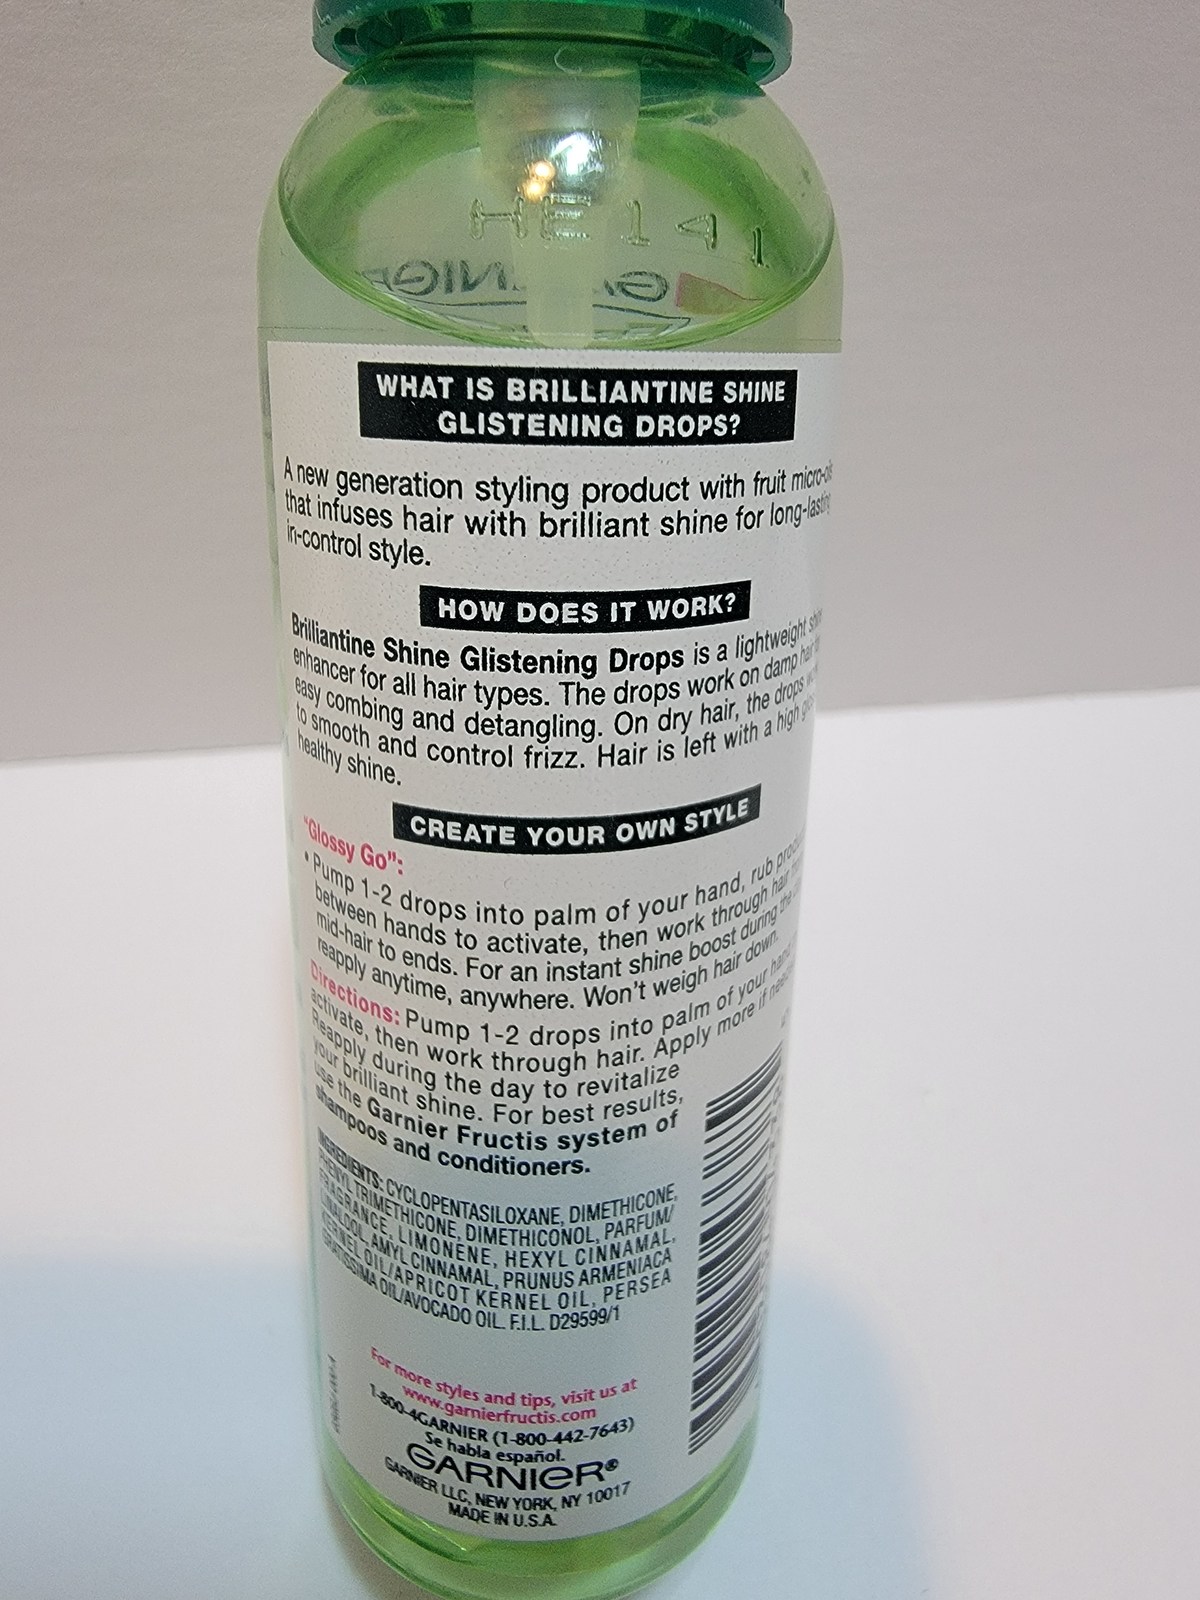 HE141
WHAT IS BRILLIANTINE SHINE
GLISTENING DROPS?
A new generation styling product with fruit
that infuses hair with brilliant shine for
in-control style.
HOW DOES IT WORK?
Brilliantine Shine Glistening Drops is a lightweight
enhancer for all hair types. The drops work on damp hair
easy combing and detangling. On dry hair, the drops
to smooth and control frizz. Hair is left with a high
healthy shine.
CREATE YOUR OWN STYLE
"Glossy Go":
• Pump 1-2 drops into palm of your hand, rub
between hands to activate, then work through hair
mid-hair to ends. For an instant shine boost during the
reapply anytime, anywhere. Won't weigh hair down.
Directions: Pump 1-2 drops into palm of your
activate, then work through hair. Apply more if
Reapply during the day to revitalize
your brilliant shine. For best results,
use the Garnier Fructis system of
shampoos and conditioners.
INGREDIENTS: CYCLOPENTASILOXANE, DIMETHICONE,
PHENYL TRIMETHICONE, DIMETHICONOL, PARFUM/
FRAGRANCE, LIMONENE, HEXYL CINNAMAL,
LINALOOL, AMYL CINNAMAL, PRUNUS ARMENIACA
KERNEL OIL/APRICOT KERNEL OIL, PERSEA
GRATISSIMA OIL/AVOCADO OIL. F.I.L. D29599/1
For more styles and tips, visit us at
www.garnierfructis.com
1-800-4GARNIER (1-800-442-7643)
Se habla español.
GARNIER®
GARNIER LLC, NEW YORK, NY 10017
MADE IN U.S.A.